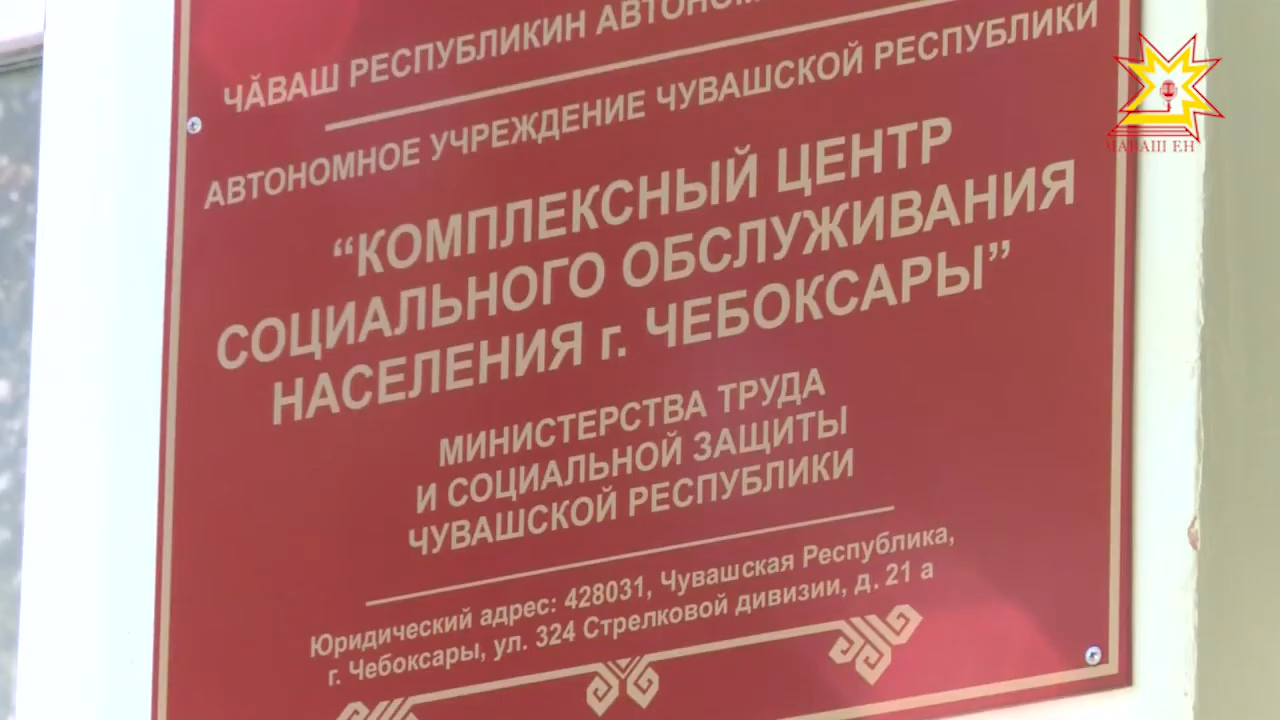 ЧӐВАШ РЕСПУБЛИКИН
АВТОНОМНОЕ УЧРЕЖДЕНИЕ ЧУВАШСКОЙ РЕСПУБЛИКИ
“КОМПЛЕКСНЫЙ ЦЕНТР
СОЦИАЛЬНОГО ОБСЛУЖИВАНИЯ
НАСЕЛЕНИЯ г. ЧЕБОКСАРЫ”
МИНИСТЕРСТВА ТРУДА
И СОЦИАЛЬНОЙ ЗАЩИТЫ
ЧУВАШСКОЙ РЕСПУБЛИКИ
Юридический адрес: 428031, Чувашская Республика,
г. Чебоксары, ул. 324 Стрелковой дивизии, д. 21 а
ЧӐВАШ ЕН